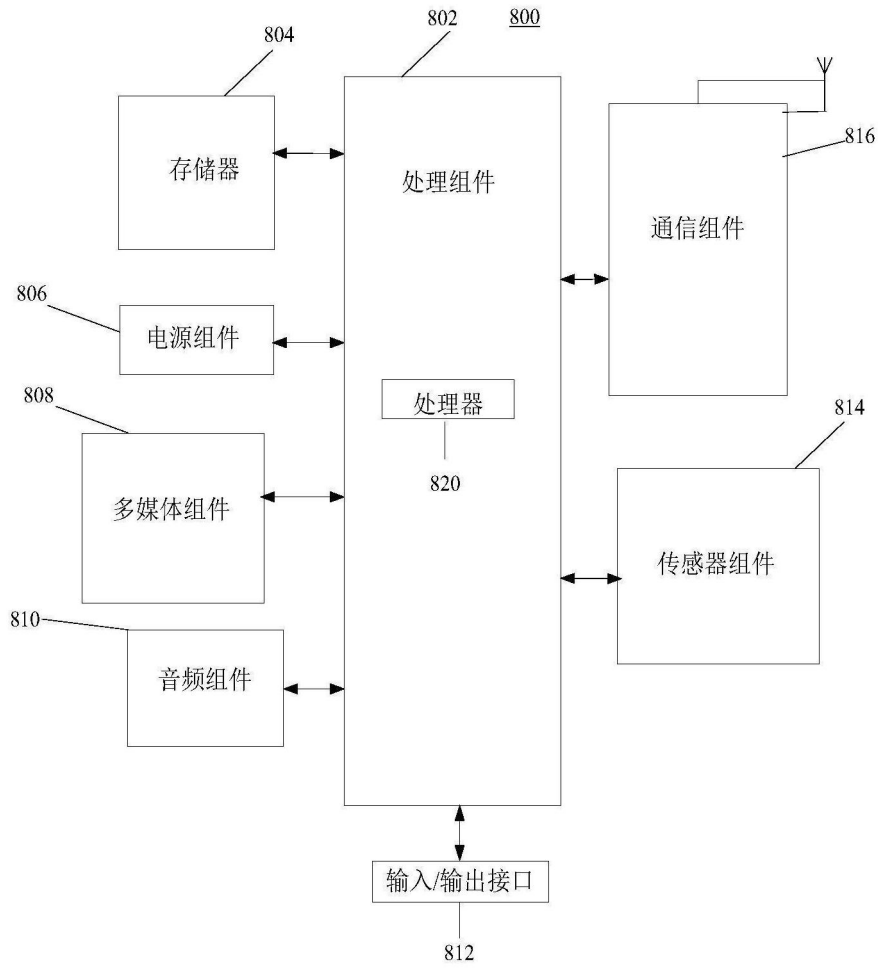 804
802
800
存储器
处理组件
816
通信组件
806
电源组件
808
处理器
814
820
多媒体组件
传感器组件
810
音频组件
输入/输出接口
812